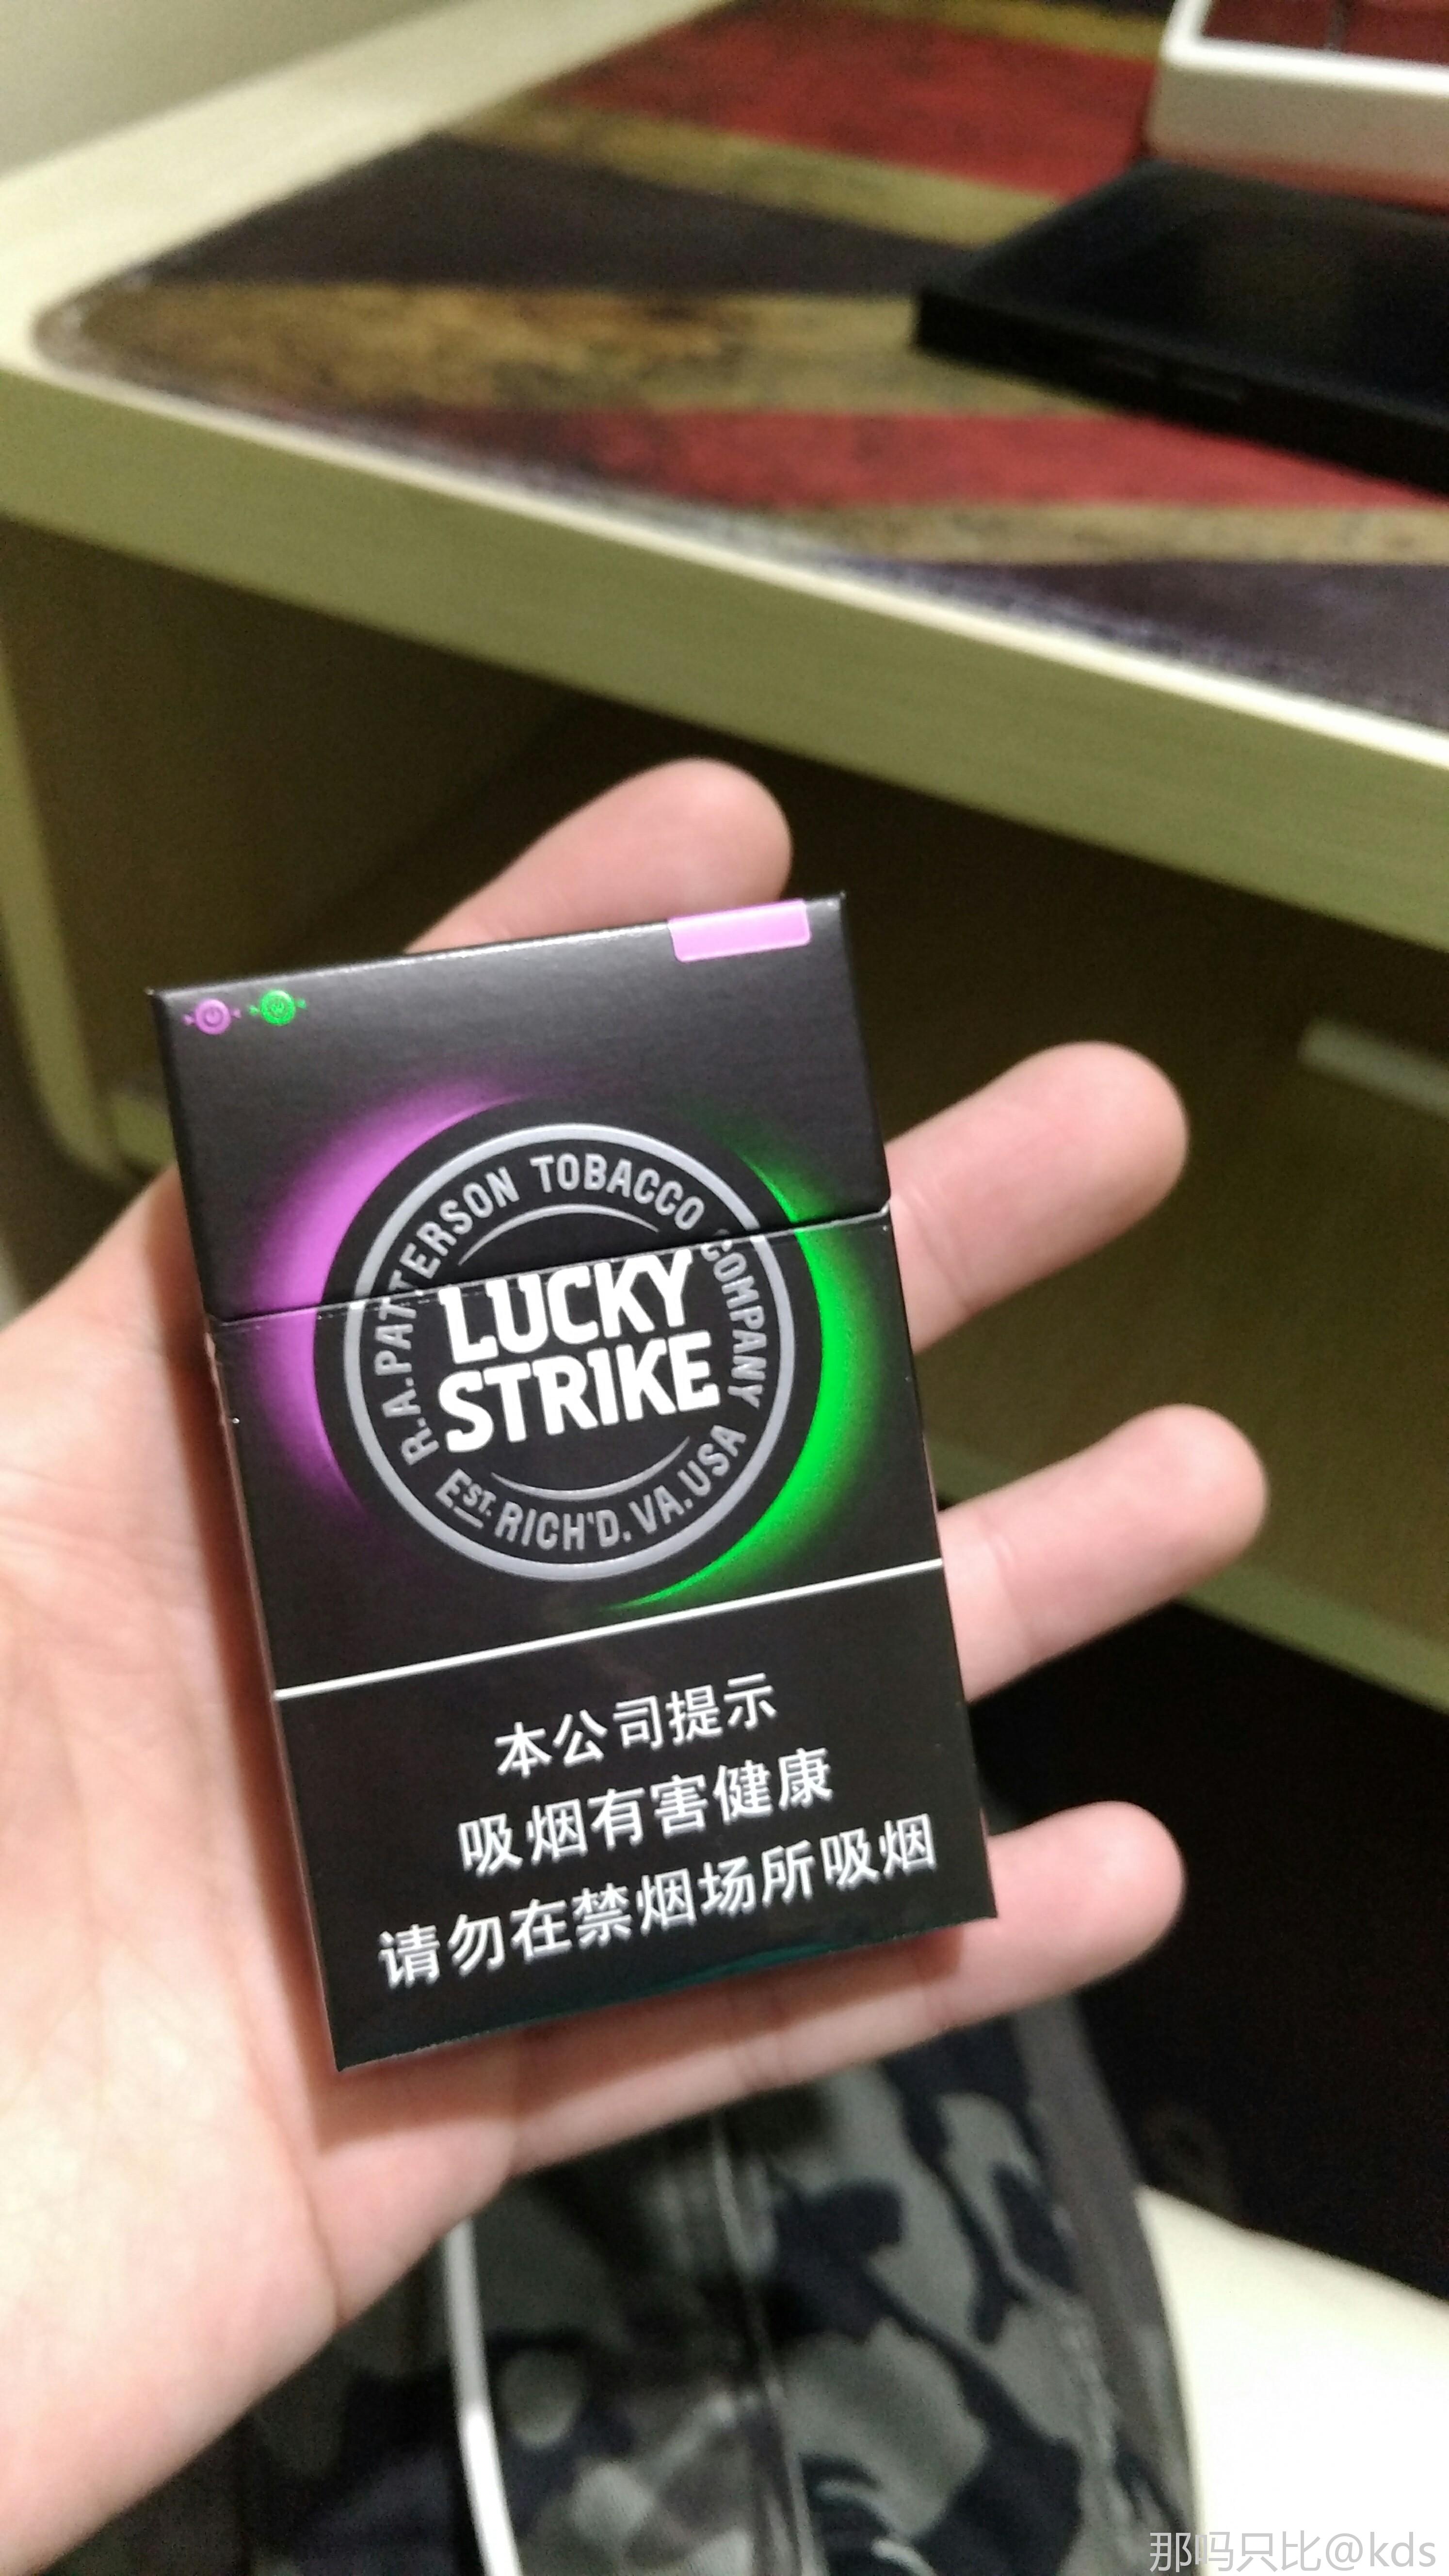 R.A.PATTERSON TOBACCO COMPANY
LUCKY
STRIKE
EST. RICH'D. VA. USA
本公司提示
吸烟有害健康
请勿在禁烟场所吸烟
那吗只比@kds